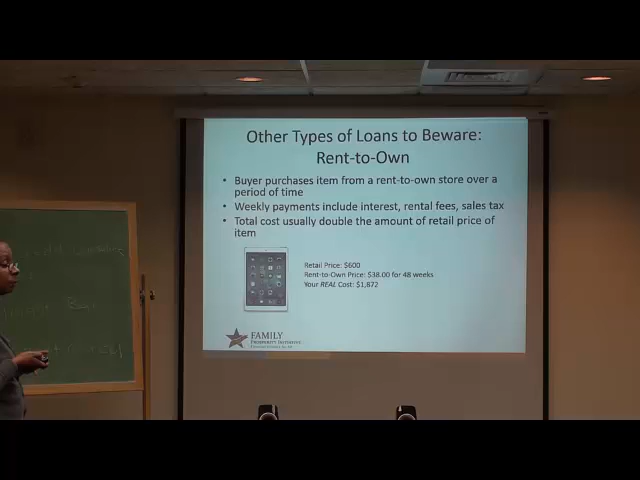 Other Types of Loans to Beware:
Rent-to-Own
• Buyer purchases item from a rent-to-own store over a
period of time
• Weekly payments include interest, rental fees, sales tax
• Total cost usually double the amount of retail price of
item
Retail Price: $600
Rent-to-Own Price: $38.00 for 48 weeks
Your REAL Cost: $1,872
FAMILY
PROSPERITY INITIATIVE